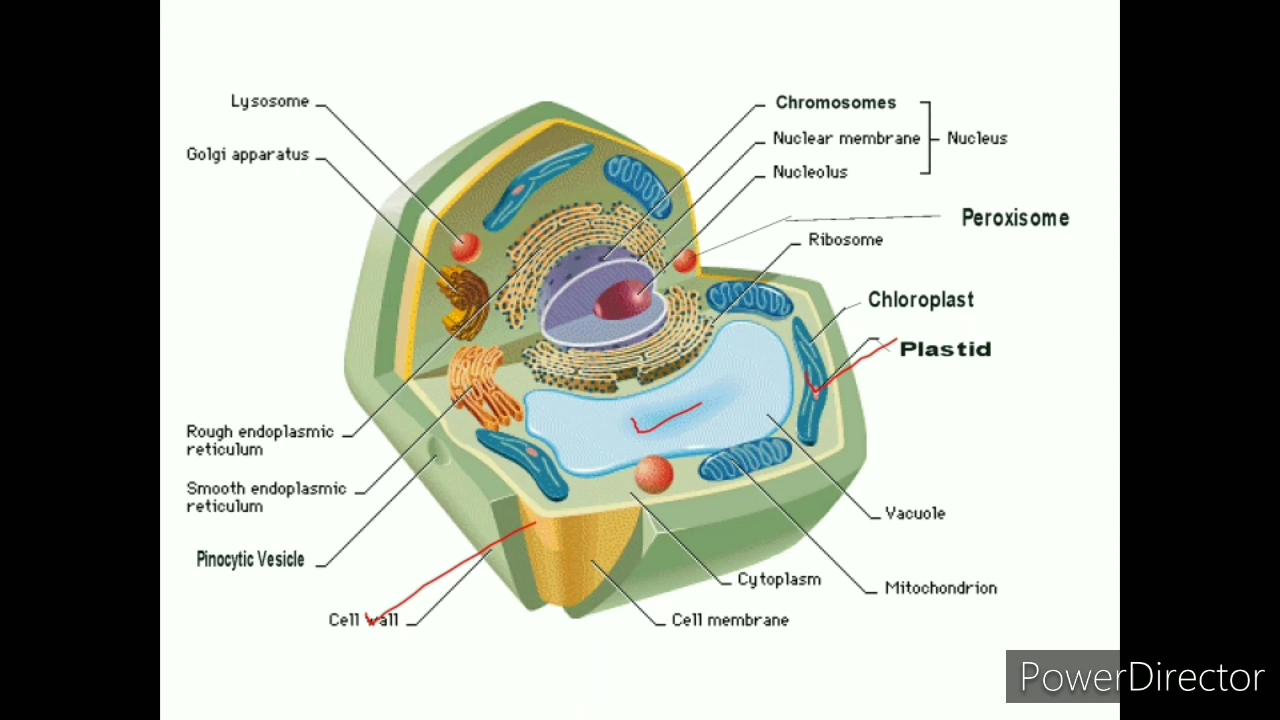 Lysosome
Golgi apparatus
Chromosomes
Nuclear membrane
Nucleolus
Nucleus
Peroxisome
Ribosome
Chloroplast
Plastid
Rough endoplasmic
reticulum
Smooth endoplasmic
reticulum
Pinocytic Vesicle
Cell wall
Vacuole
Cytoplasm
Mitochondrion
Cell membrane
PowerDirector